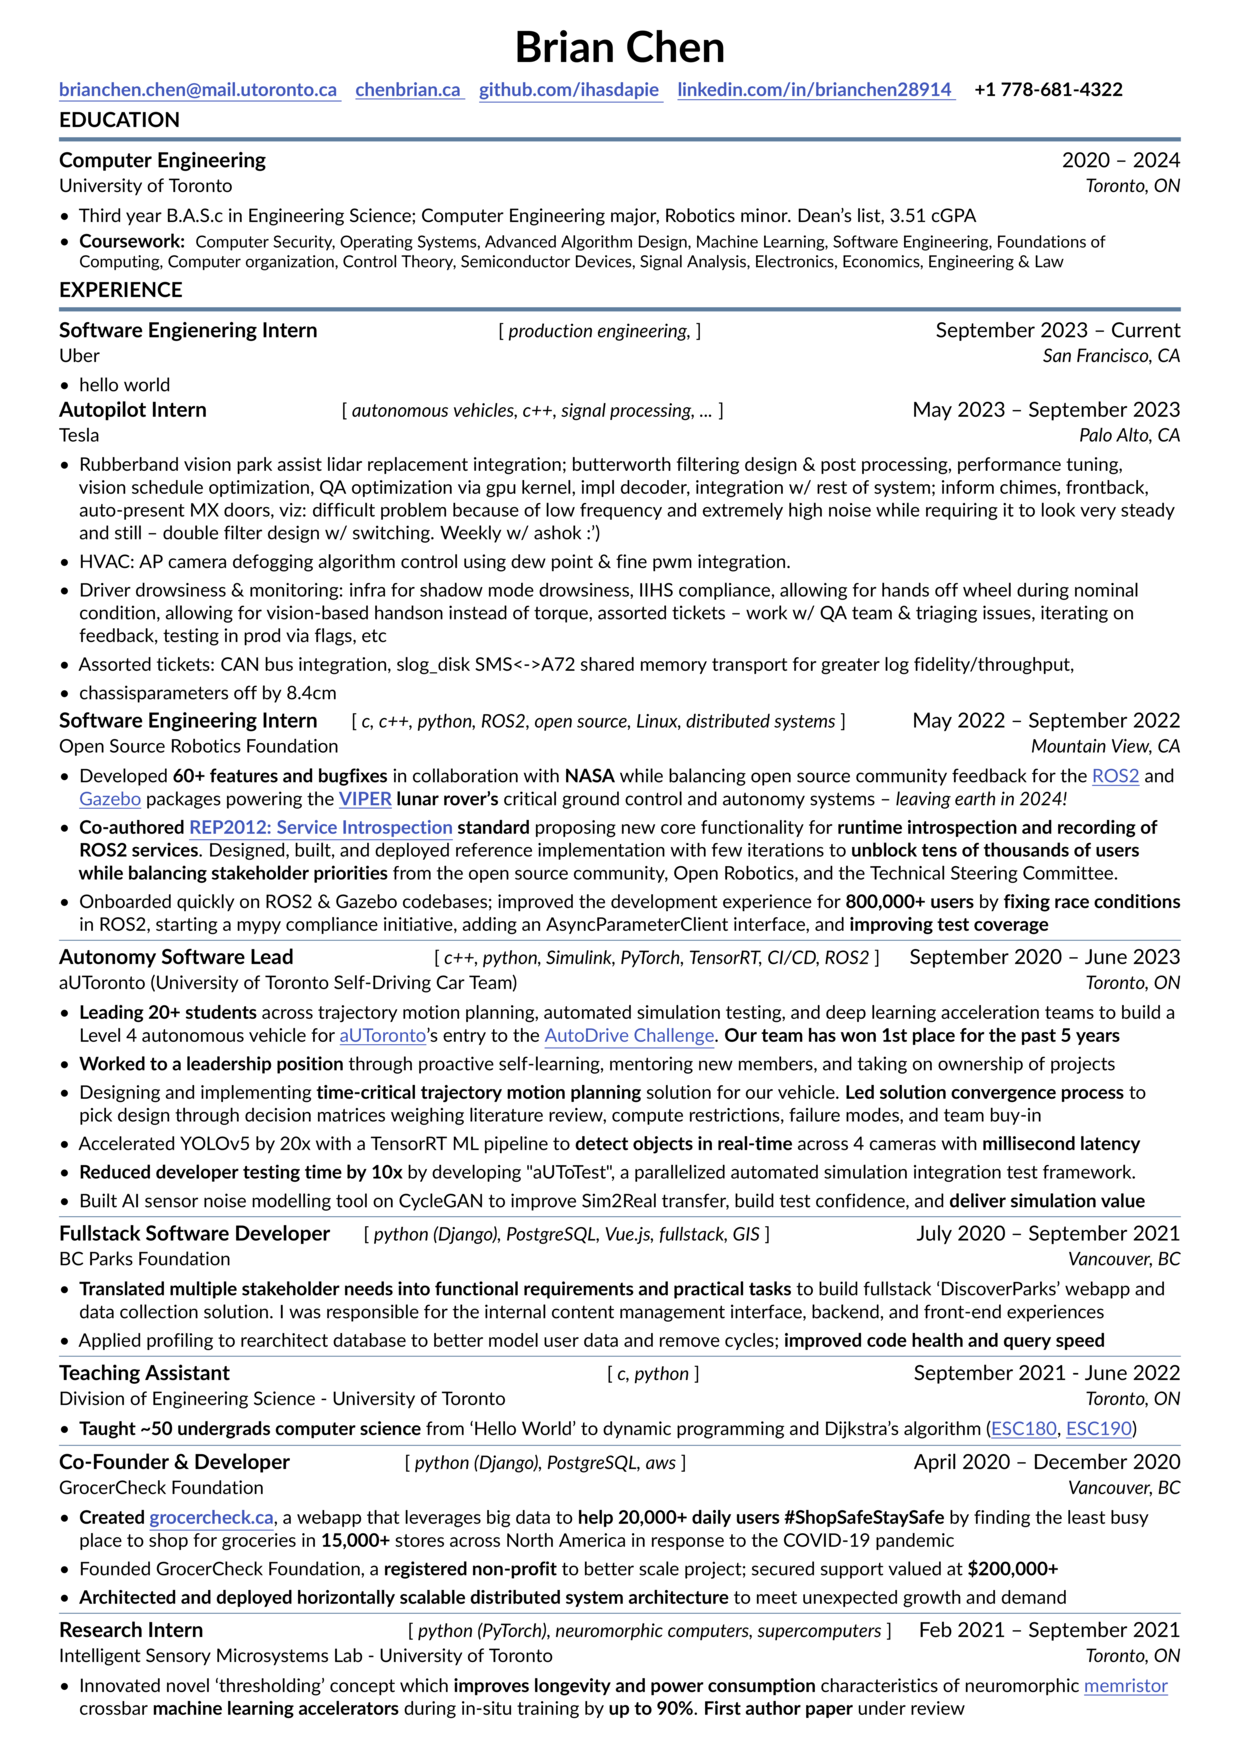 Brian Chen
brianchen.chen@mail.utoronto.ca chenbrian.ca github.com/ihasdapie linkedin.com/in/brianchen28914 +1 778-681-4322
EDUCATION
Computer Engineering 2020 – 2024
University of Toronto Toronto, ON
• Third year B.A.S.c in Engineering Science; Computer Engineering major, Robotics minor. Dean’s list, 3.51 cGPA
• Coursework: Computer Security, Operating Systems, Advanced Algorithm Design, Machine Learning, Software Engineering, Foundations of
Computing, Computer organization, Control Theory, Semiconductor Devices, Signal Analysis, Electronics, Economics, Engineering & Law
EXPERIENCE
Software Engienering Intern [ production engineering, ] September 2023 – Current
Uber San Francisco, CA
• hello world
Autopilot Intern [ autonomous vehicles, c++, signal processing, ... ] May 2023 – September 2023
Tesla Palo Alto, CA
• Rubberband vision park assist lidar replacement integration; butterworth filtering design & post processing, performance tuning,
vision schedule optimization, QA optimization via gpu kernel, impl decoder, integration w/ rest of system; inform chimes, frontback,
auto-present MX doors, viz: difficult problem because of low frequency and extremely high noise while requiring it to look very steady
and still – double filter design w/ switching. Weekly w/ ashok :’)
• HVAC: AP camera defogging algorithm control using dew point & fine pwm integration.
• Driver drowsiness & monitoring: infra for shadow mode drowsiness, IIHS compliance, allowing for hands off wheel during nominal
condition, allowing for vision-based handson instead of torque, assorted tickets – work w/ QA team & triaging issues, iterating on
feedback, testing in prod via flags, etc
• Assorted tickets: CAN bus integration, slog_disk SMS<->A72 shared memory transport for greater log fidelity/throughput,
• chassisparameters off by 8.4cm
Software Engineering Intern [ c, c++, python, ROS2, open source, Linux, distributed systems ] May 2022 – September 2022
Open Source Robotics Foundation Mountain View, CA
• Developed 60+ features and bugfixes in collaboration with NASA while balancing open source community feedback for the ROS2 and
Gazebo packages powering the VIPER lunar rover’s critical ground control and autonomy systems – leaving earth in 2024!
• Co-authored REP2012: Service Introspection standard proposing new core functionality for runtime introspection and recording of
ROS2 services. Designed, built, and deployed reference implementation with few iterations to unblock tens of thousands of users
while balancing stakeholder priorities from the open source community, Open Robotics, and the Technical Steering Committee.
• Onboarded quickly on ROS2 & Gazebo codebases; improved the development experience for 800,000+ users by fixing race conditions
in ROS2, starting a mypy compliance initiative, adding an AsyncParameterClient interface, and improving test coverage
Autonomy Software Lead [ c++, python, Simulink, PyTorch, TensorRT, CI/CD, ROS2 ] September 2020 – June 2023
aUToronto (University of Toronto Self-Driving Car Team) Toronto, ON
• Leading 20+ students across trajectory motion planning, automated simulation testing, and deep learning acceleration teams to build a
Level 4 autonomous vehicle for aUToronto’s entry to the AutoDrive Challenge. Our team has won 1st place for the past 5 years
• Worked to a leadership position through proactive self-learning, mentoring new members, and taking on ownership of projects
• Designing and implementing time-critical trajectory motion planning solution for our vehicle. Led solution convergence process to
pick design through decision matrices weighing literature review, compute restrictions, failure modes, and team buy-in
• Accelerated YOLOv5 by 20x with a TensorRT ML pipeline to detect objects in real-time across 4 cameras with millisecond latency
• Reduced developer testing time by 10x by developing "aUToTest", a parallelized automated simulation integration test framework.
• Built AI sensor noise modelling tool on CycleGAN to improve Sim2Real transfer, build test confidence, and deliver simulation value
Fullstack Software Developer [ python (Django), PostgreSQL, Vue.js, fullstack, GIS ] July 2020 – September 2021
BC Parks Foundation Vancouver, BC
• Translated multiple stakeholder needs into functional requirements and practical tasks to build fullstack ‘DiscoverParks’ webapp and
data collection solution. I was responsible for the internal content management interface, backend, and front-end experiences
• Applied profiling to rearchitect database to better model user data and remove cycles; improved code health and query speed
Teaching Assistant [ c, python ] September 2021 - June 2022
Division of Engineering Science - University of Toronto Toronto, ON
• Taught ~50 undergrads computer science from ‘Hello World’ to dynamic programming and Dijkstra’s algorithm (ESC180, ESC190)
Co-Founder & Developer [ python (Django), PostgreSQL, aws ] April 2020 – December 2020
GrocerCheck Foundation Vancouver, BC
• Created grocercheck.ca, a webapp that leverages big data to help 20,000+ daily users #ShopSafeStaySafe by finding the least busy
place to shop for groceries in 15,000+ stores across North America in response to the COVID-19 pandemic
• Founded GrocerCheck Foundation, a registered non-profit to better scale project; secured support valued at $200,000+
• Architected and deployed horizontally scalable distributed system architecture to meet unexpected growth and demand
Research Intern [ python (PyTorch), neuromorphic computers, supercomputers ] Feb 2021 – September 2021
Intelligent Sensory Microsystems Lab - University of Toronto Toronto, ON
• Innovated novel ‘thresholding’ concept which improves longevity and power consumption characteristics of neuromorphic memristor
crossbar machine learning accelerators during in-situ training by up to 90%. First author paper under review